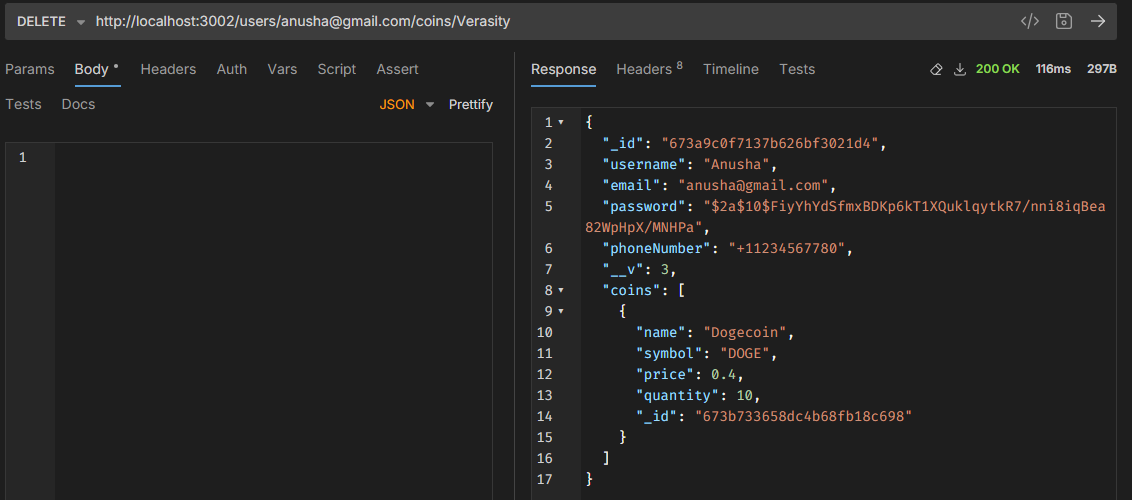 DELETE http://localhost:3002/users/anusha@gmail.com/coins/Verasity
Params Body Headers Auth Vars Script Assert
Tests Docs JSON Prettify
1
Response Headers 8 Timeline Tests 200 OK 116ms 297B
1 {
2 "_id": "673a9c0f7137b626bf3021d4",
3 "username": "Anusha",
4 "email": "anusha@gmail.com",
5 "password": "$2a$10$FiyYhYdSfmxBDKp6kT1XQuklqytkR7/nni8iqBea
82WpHpX/MNHPa",
6 "phoneNumber": "+11234567780",
7 "__v": 3,
8 "coins": [
9 {
10 "name": "Dogecoin",
11 "symbol": "DOGE",
12 "price": 0.4,
13 "quantity": 10,
14 "_id": "673b733658dc4b68fb18c698"
15 }
16 ]
17 }